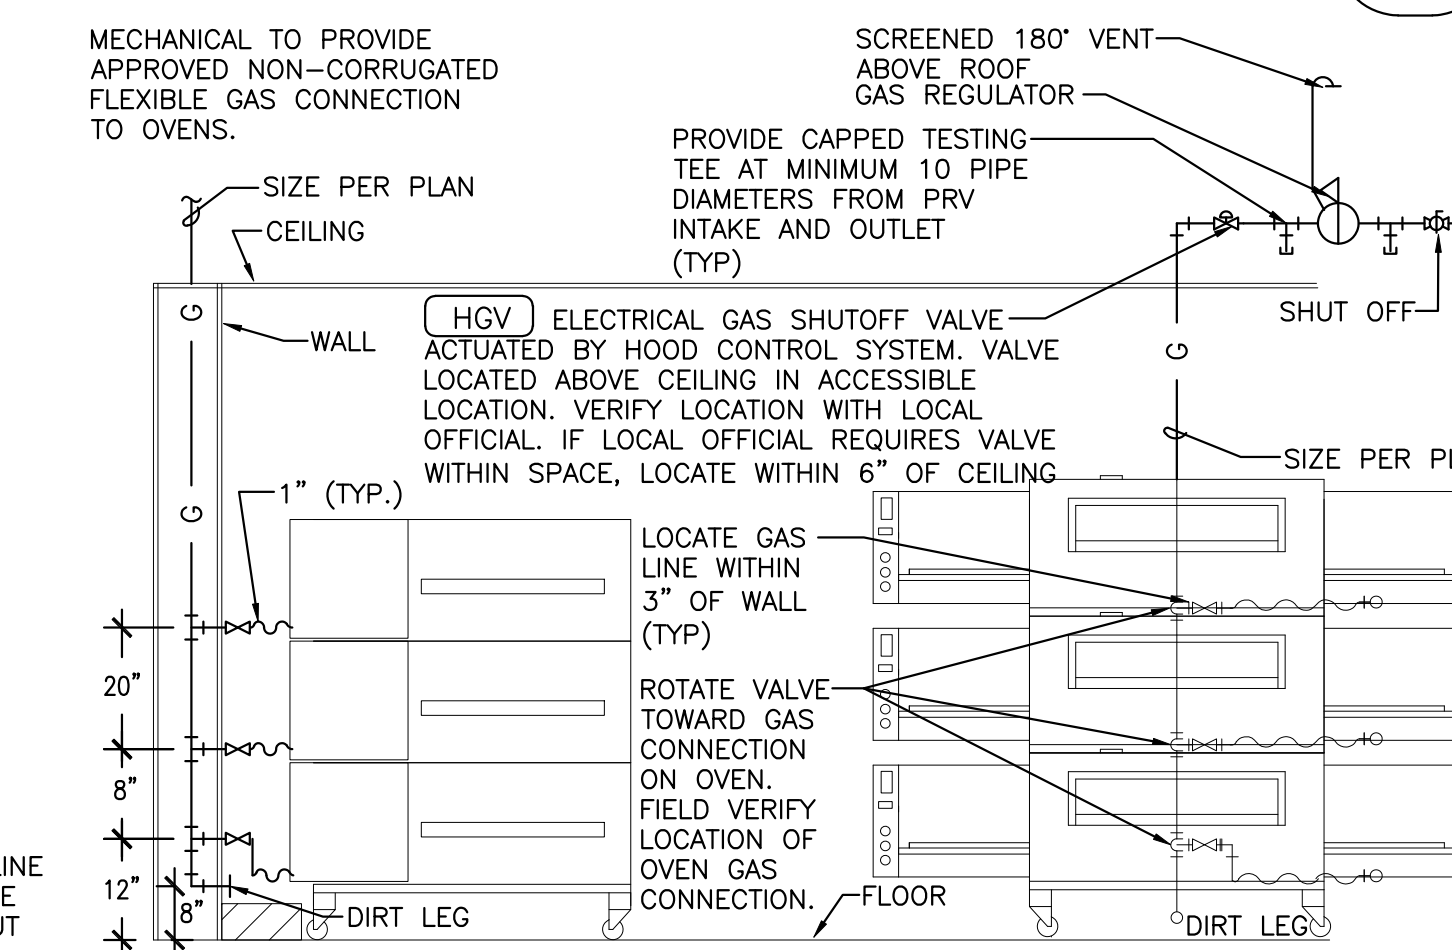 MECHANICAL TO PROVIDE
APPROVED NON-CORRUGATED
FLEXIBLE GAS CONNECTION
TO OVENS.
SCREENED 180° VENT
ABOVE ROOF
GAS REGULATOR
PROVIDE CAPPED TESTING
TEE AT MINIMUM 10 PIPE
DIAMETERS FROM PRV
INTAKE AND OUTLET
(TYP)
SIZE PER PLAN
CEILING
G
WALL
HGV ELECTRICAL GAS SHUTOFF VALVE
ACTUATED BY HOOD CONTROL SYSTEM. VALVE
LOCATED ABOVE CEILING IN ACCESSIBLE
LOCATION. VERIFY LOCATION WITH LOCAL
OFFICIAL. IF LOCAL OFFICIAL REQUIRES VALVE
WITHIN SPACE, LOCATE WITHIN 6" OF CEILING
SHUT OFF
G
SIZE PER
G
1" (TYP.)
LOCATE GAS
LINE WITHIN
3" OF WALL
(TYP)
ROTATE VALVE
TOWARD GAS
CONNECTION
ON OVEN.
FIELD VERIFY
LOCATION OF
OVEN GAS
CONNECTION.
20"
8"
12"
8"
LINE
DIRT LEG
FLOOR
DIRT LEG